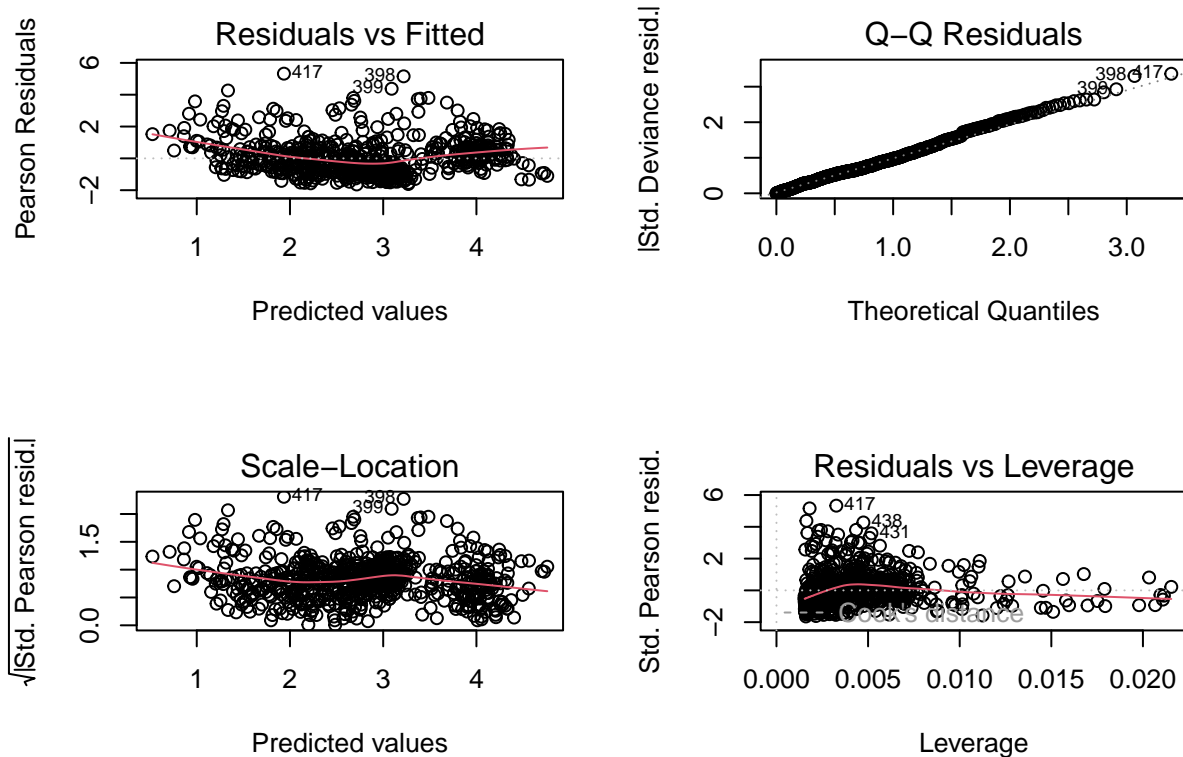 Residuals vs Fitted
Pearson Residuals
6
2
−2
417
398
399
1 2 3 4
Predicted values
Q−Q Residuals
|Std. Deviance resid.|
2
0
398 417
399
0.0 1.0 2.0 3.0
Theoretical Quantiles
Scale−Location
√|Std. Pearson resid.|
1.5
0.0
417
398
399
1 2 3 4
Predicted values
Residuals vs Leverage
Std. Pearson resid.
6
2
−2
417
438
431
Cook's distance
0.000 0.005 0.010 0.015 0.020
Leverage